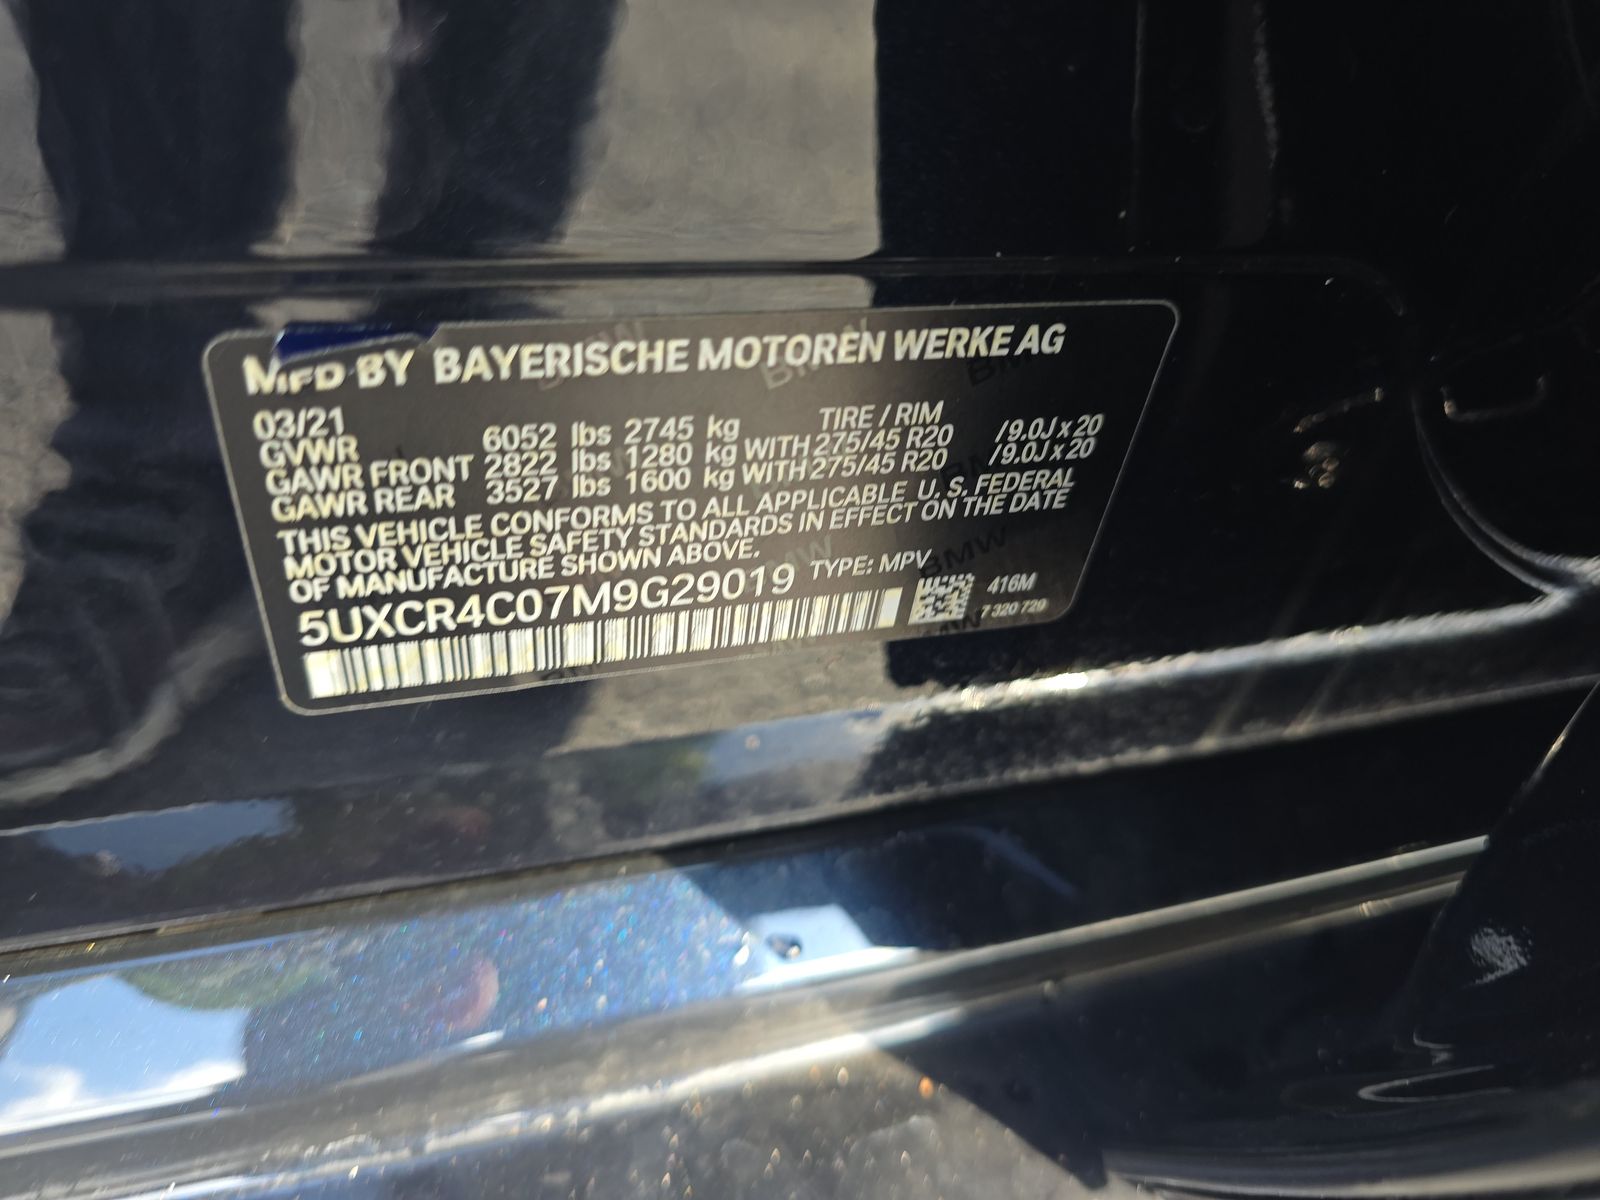 MFD BY BAYERISCHE MOTOREN WERKE AG
03/21 TIRE / RIM
GVWR 6052 lbs 2745 kg
GAWR FRONT 2822 lbs 1280 kg WITH 275/45 R20 /9.0J x 20
GAWR REAR 3527 lbs 1600 kg WITH 275/45 R20 /9.0J x 20
THIS VEHICLE CONFORMS TO ALL APPLICABLE U. S. FEDERAL
MOTOR VEHICLE SAFETY STANDARDS IN EFFECT ON THE DATE
OF MANUFACTURE SHOWN ABOVE.
5UXCR4C07M9G29019 TYPE: MPV
416M
7 320 729